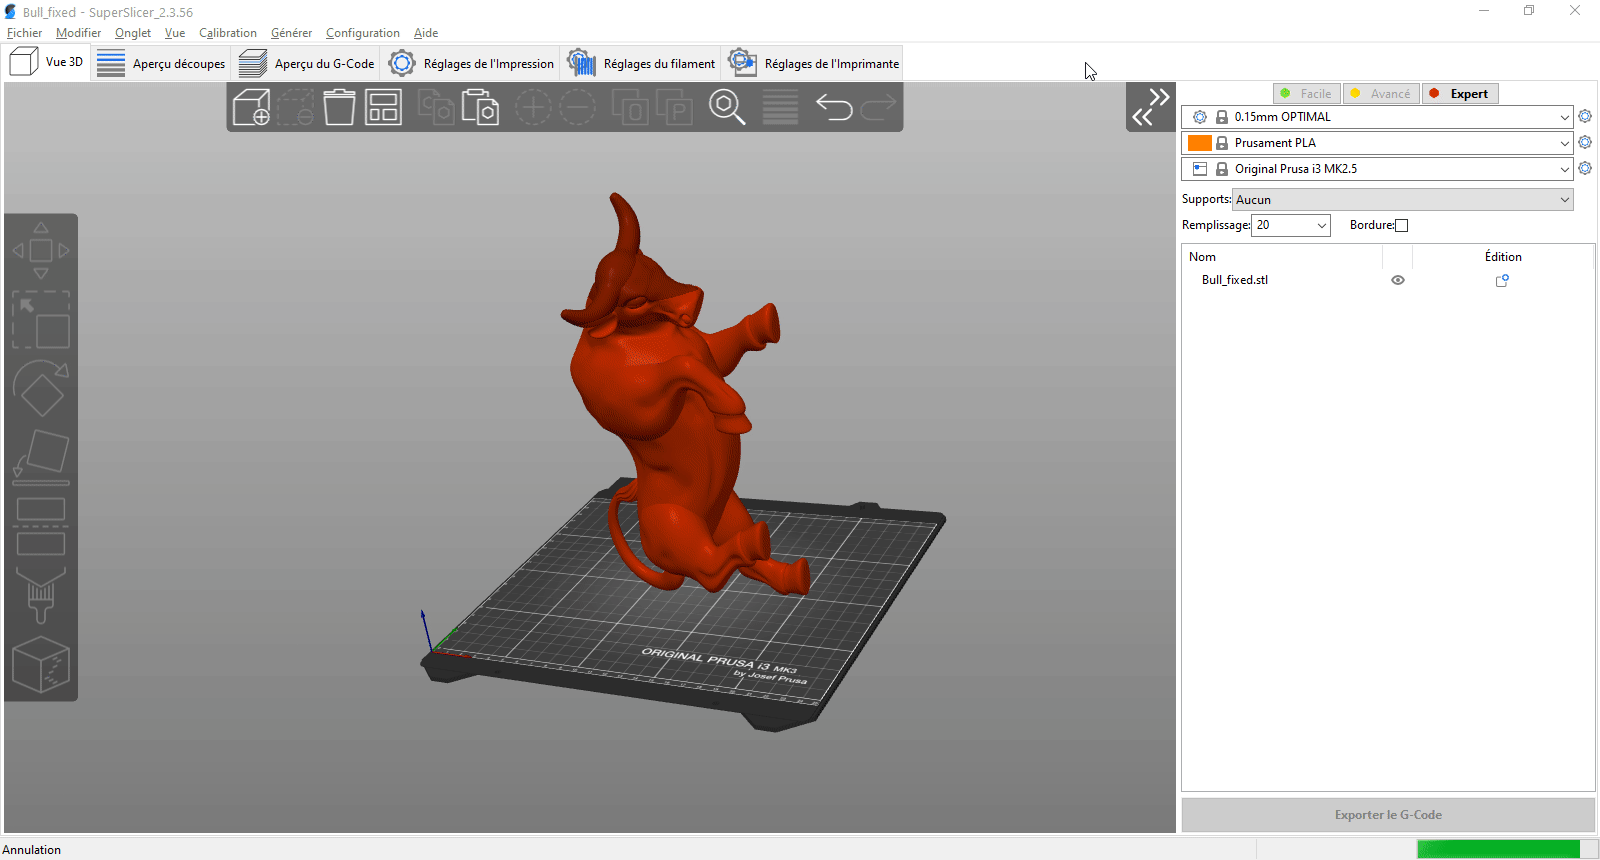 Bull_fixed - SuperSlicer_2.3.56
Fichier Modifier Onglet Vue Calibration Générer Configuration Aide
Vue 3D Aperçu découpes Aperçu du G-Code Réglages de l'Impression Réglages du filament Réglages de l'Imprimante
Facile Avancé Expert
0.15mm OPTIMAL
Prusament PLA
Original Prusa i3 MK2.5
Supports: Aucun
Remplissage: 20 Bordure:
Nom Édition
Bull_fixed.stl
ORIGINAL PRUSA i3 MK3
by Josef Prusa
Exporter le G-Code
Annulation